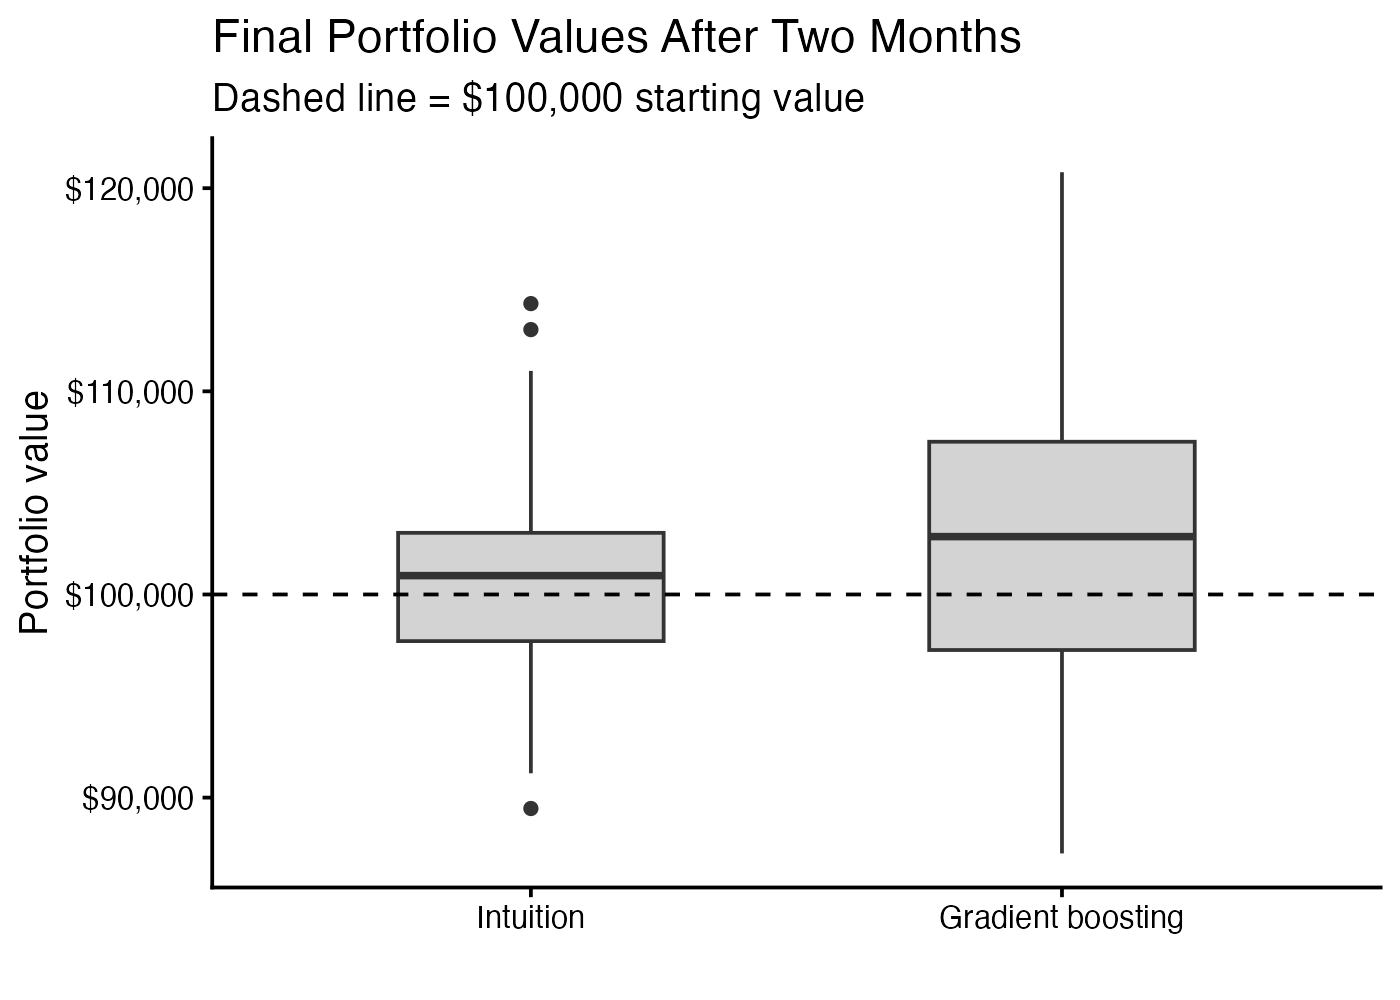 Final Portfolio Values After Two Months
Dashed line = $100,000 starting value
Portfolio value
$120,000
$110,000
$100,000
$90,000
Intuition
Gradient boosting